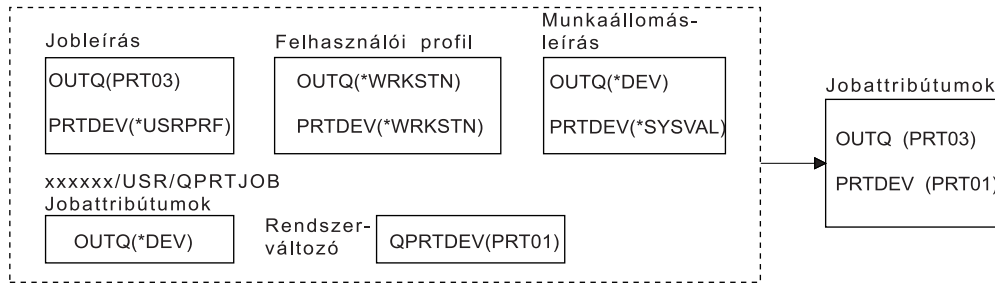 Jobleírás
OUTQ(PRT03)
PRTDEV(*USRPRF)
Felhasználói profil
OUTQ(*WRKSTN)
PRTDEV(*WRKSTN)
Munkaállomás-
leírás
OUTQ(*DEV)
PRTDEV(*SYSVAL)
xxxxxx/USR/QPRTJOB
Jobattribútumok
OUTQ(*DEV)
Rendszer-
változó
QPRTDEV(PRT01)
Jobattribútumok
OUTQ (PRT03)
PRTDEV (PRT01)